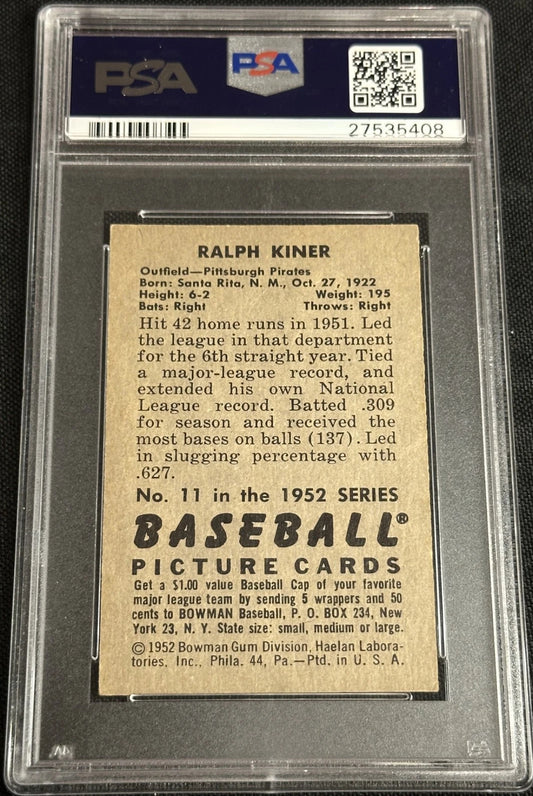 PSA PSA
27535408
RALPH KINER
Outfield—Pittsburgh Pirates
Born: Santa Rita, N. M., Oct. 27, 1922
Height: 6-2 Weight: 195
Bats: Right Throws: Right
Hit 42 home runs in 1951. Led
the league in that department
for the 6th straight year. Tied
a major-league record, and
extended his own National
League record. Batted .309
for season and received the
most bases on balls (137). Led
in slugging percentage with
.627.
No. 11 in the 1952 SERIES
BASEBALL®
PICTURE CARDS
Get a $1.00 value Baseball Cap of your favorite
major league team by sending 5 wrappers and 50
cents to BOWMAN Baseball, P. O. BOX 234, New
York 23, N. Y. State size: small, medium or large.
©1952 Bowman Gum Division, Haelan Labora-
tories, Inc., Phila. 44, Pa.—Ptd. in U. S. A.